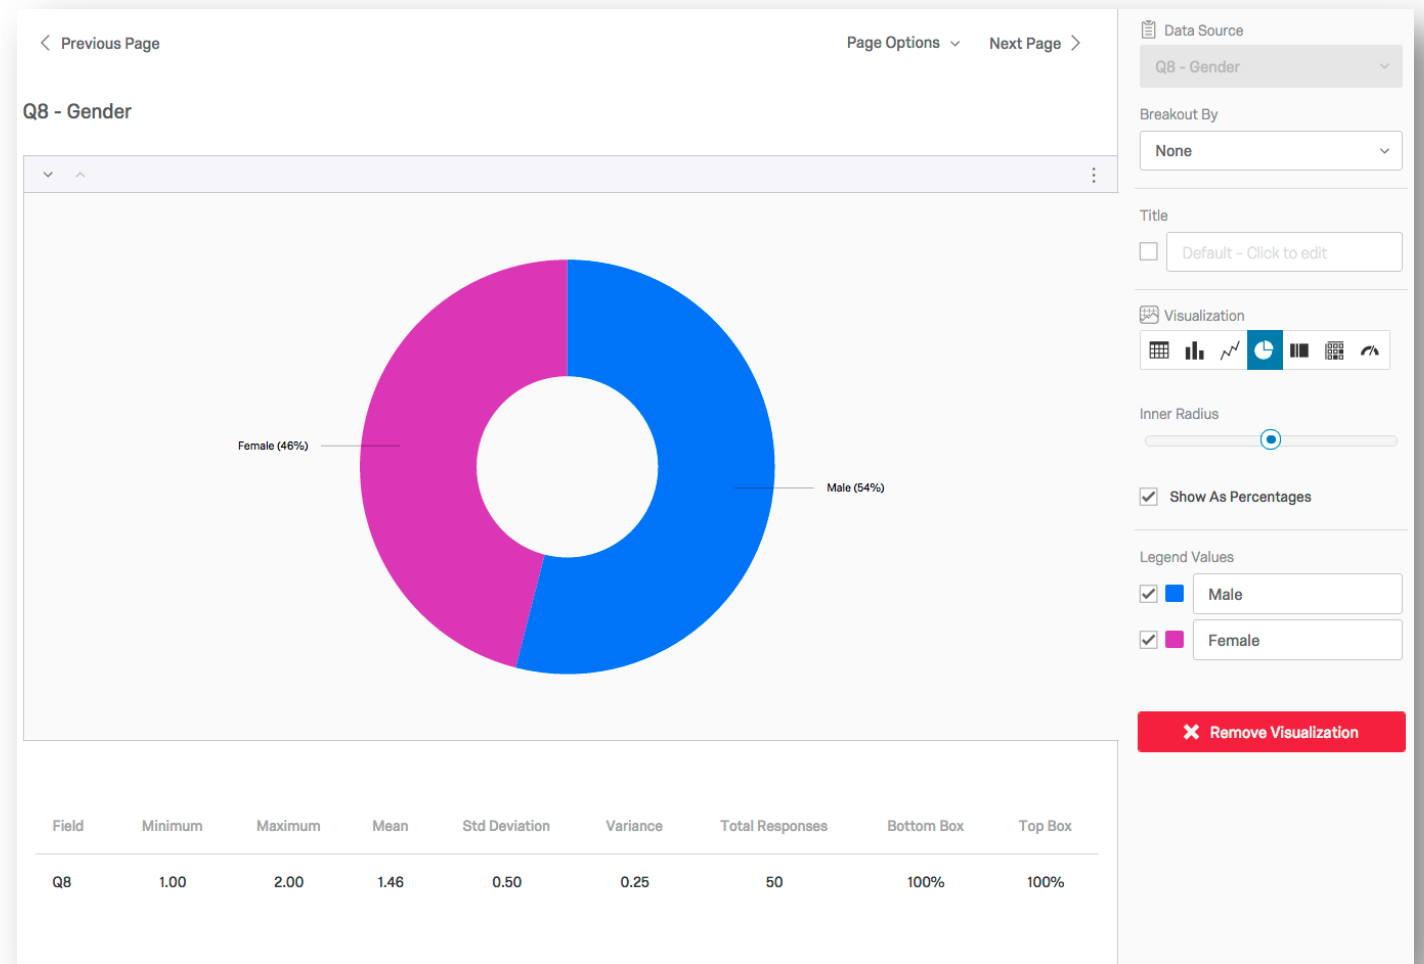 Previous Page
Page Options
Next Page
Q8 - Gender
Female (46%)
Male (54%)
Field Minimum Maximum Mean Std Deviation Variance Total Responses Bottom Box Top Box
Q8 1.00 2.00 1.46 0.50 0.25 50 100% 100%
Data Source
Q8 - Gender
Breakout By
None
Title
Default - Click to edit
Visualization
Inner Radius
Show As Percentages
Legend Values
Male
Female
Remove Visualization